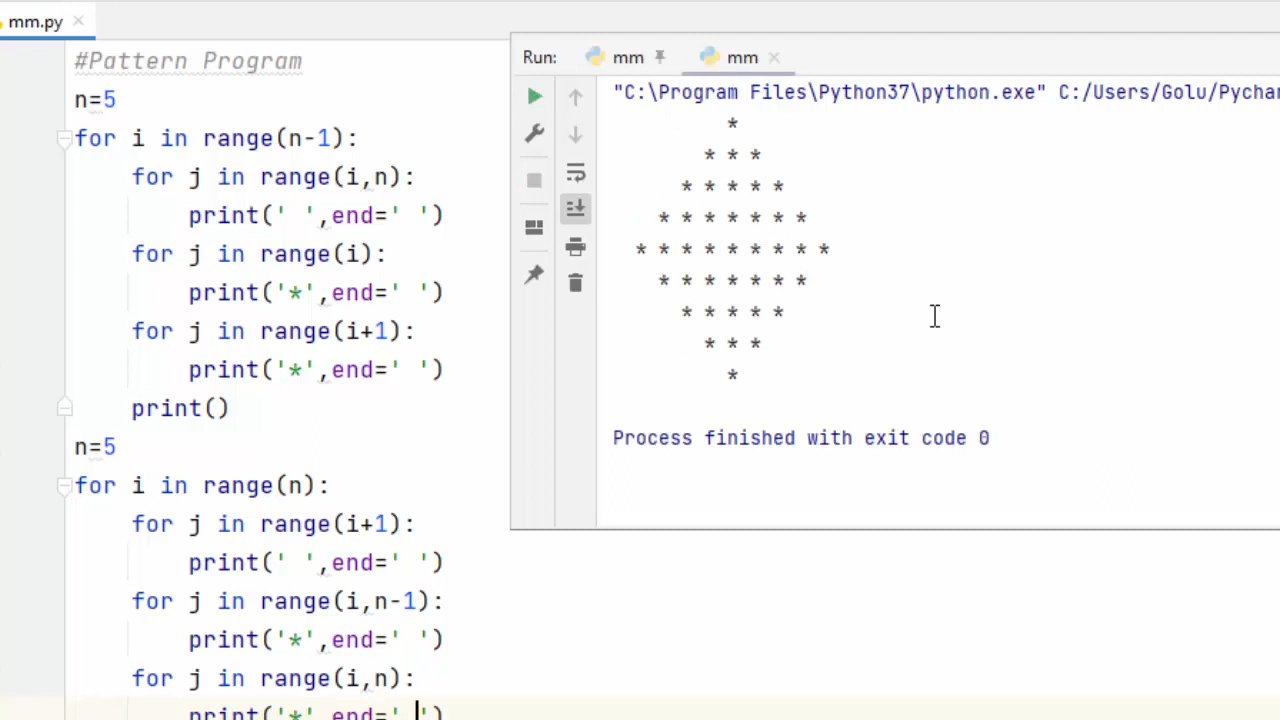 mm.py
#Pattern Program
n=5
for i in range(n-1):
    for j in range(i,n):
        print(' ',end=' ')
    for j in range(i):
        print('*',end=' ')
    for j in range(i+1):
        print('*',end=' ')
    print()
n=5
for i in range(n):
    for j in range(i+1):
        print(' ',end=' ')
    for j in range(i,n-1):
        print('*',end=' ')
    for j in range(i,n):
        print('*',end=' ')
Run: mm mm
"C:\Program Files\Python37\python.exe" C:/Users/Golu/Pychar
          *
        * * *
      * * * * *
    * * * * * * *
  * * * * * * * * *
    * * * * * * *
      * * * * *
        * * *
          *
Process finished with exit code 0